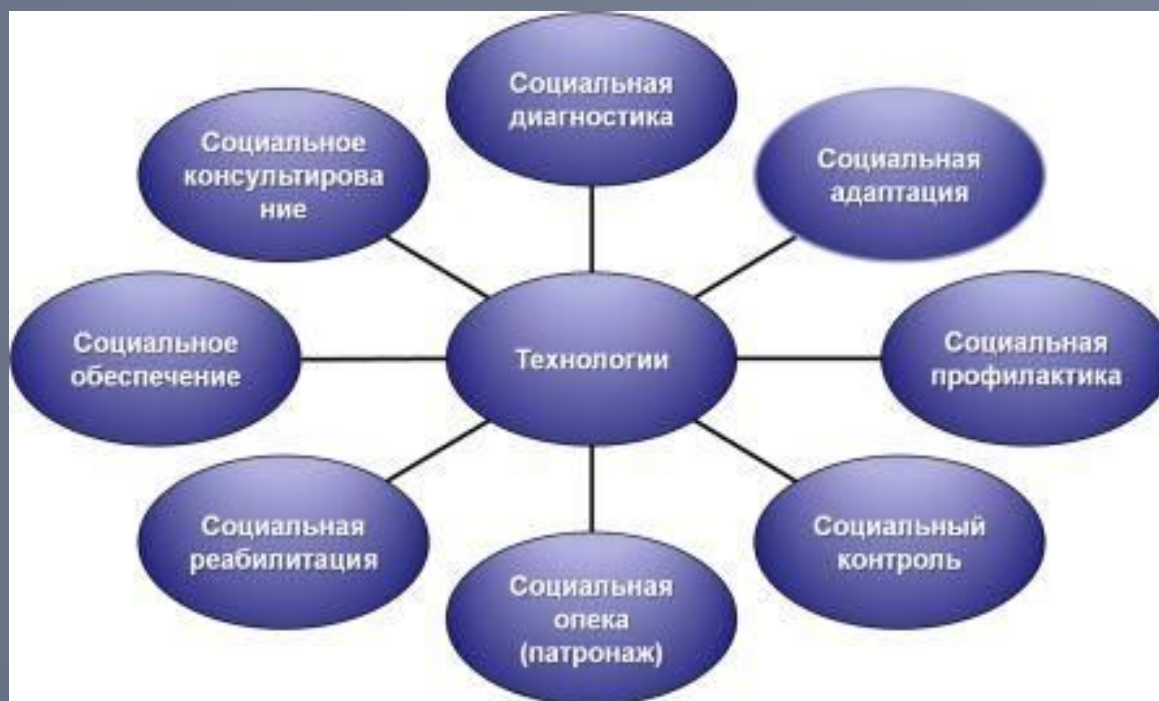 Социальная
диагностика
Социальное
консультирова
ние
Социальная
адаптация
Социальное
обеспечение
Технологии
Социальная
профилактика
Социальная
реабилитация
Социальный
контроль
Социальная
опека
(патронаж)